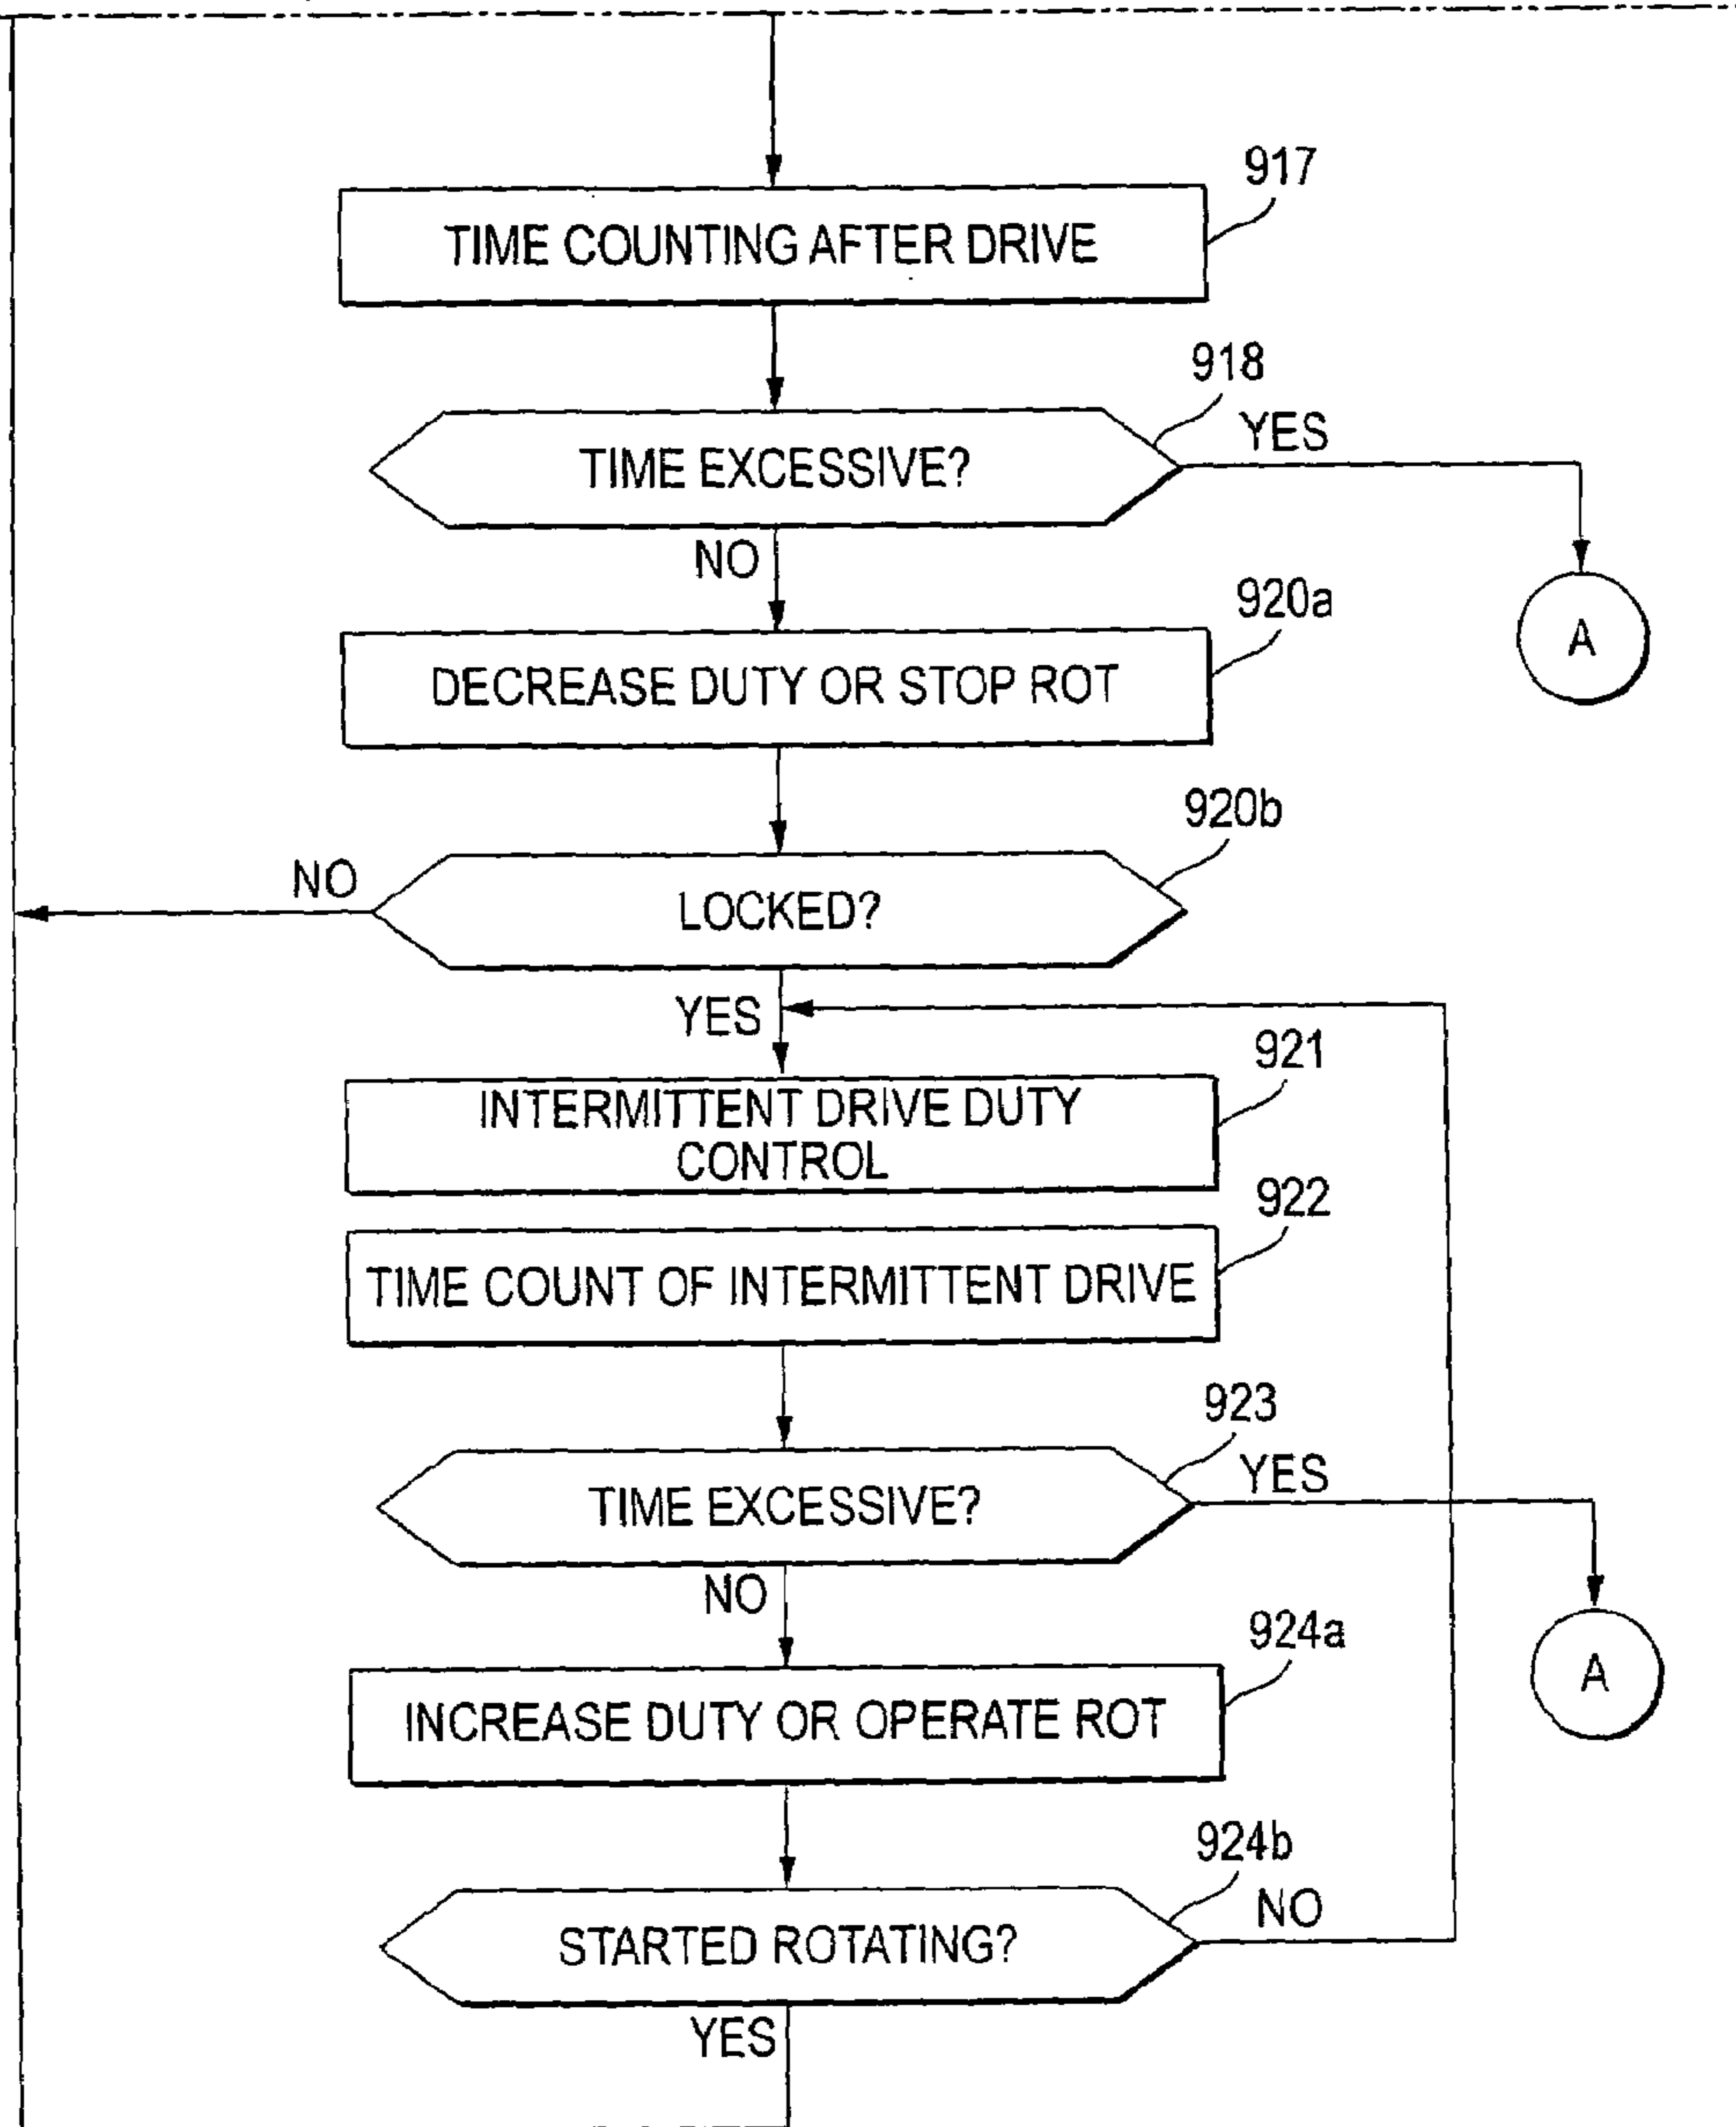 917
TIME COUNTING AFTER DRIVE
918
TIME EXCESSIVE?
YES
NO
A
920a
DECREASE DUTY OR STOP ROT
920b
NO
LOCKED?
YES
921
INTERMITTENT DRIVE DUTY
CONTROL
922
TIME COUNT OF INTERMITTENT DRIVE
923
TIME EXCESSIVE?
YES
NO
A
924a
INCREASE DUTY OR OPERATE ROT
924b
STARTED ROTATING?
NO
YES